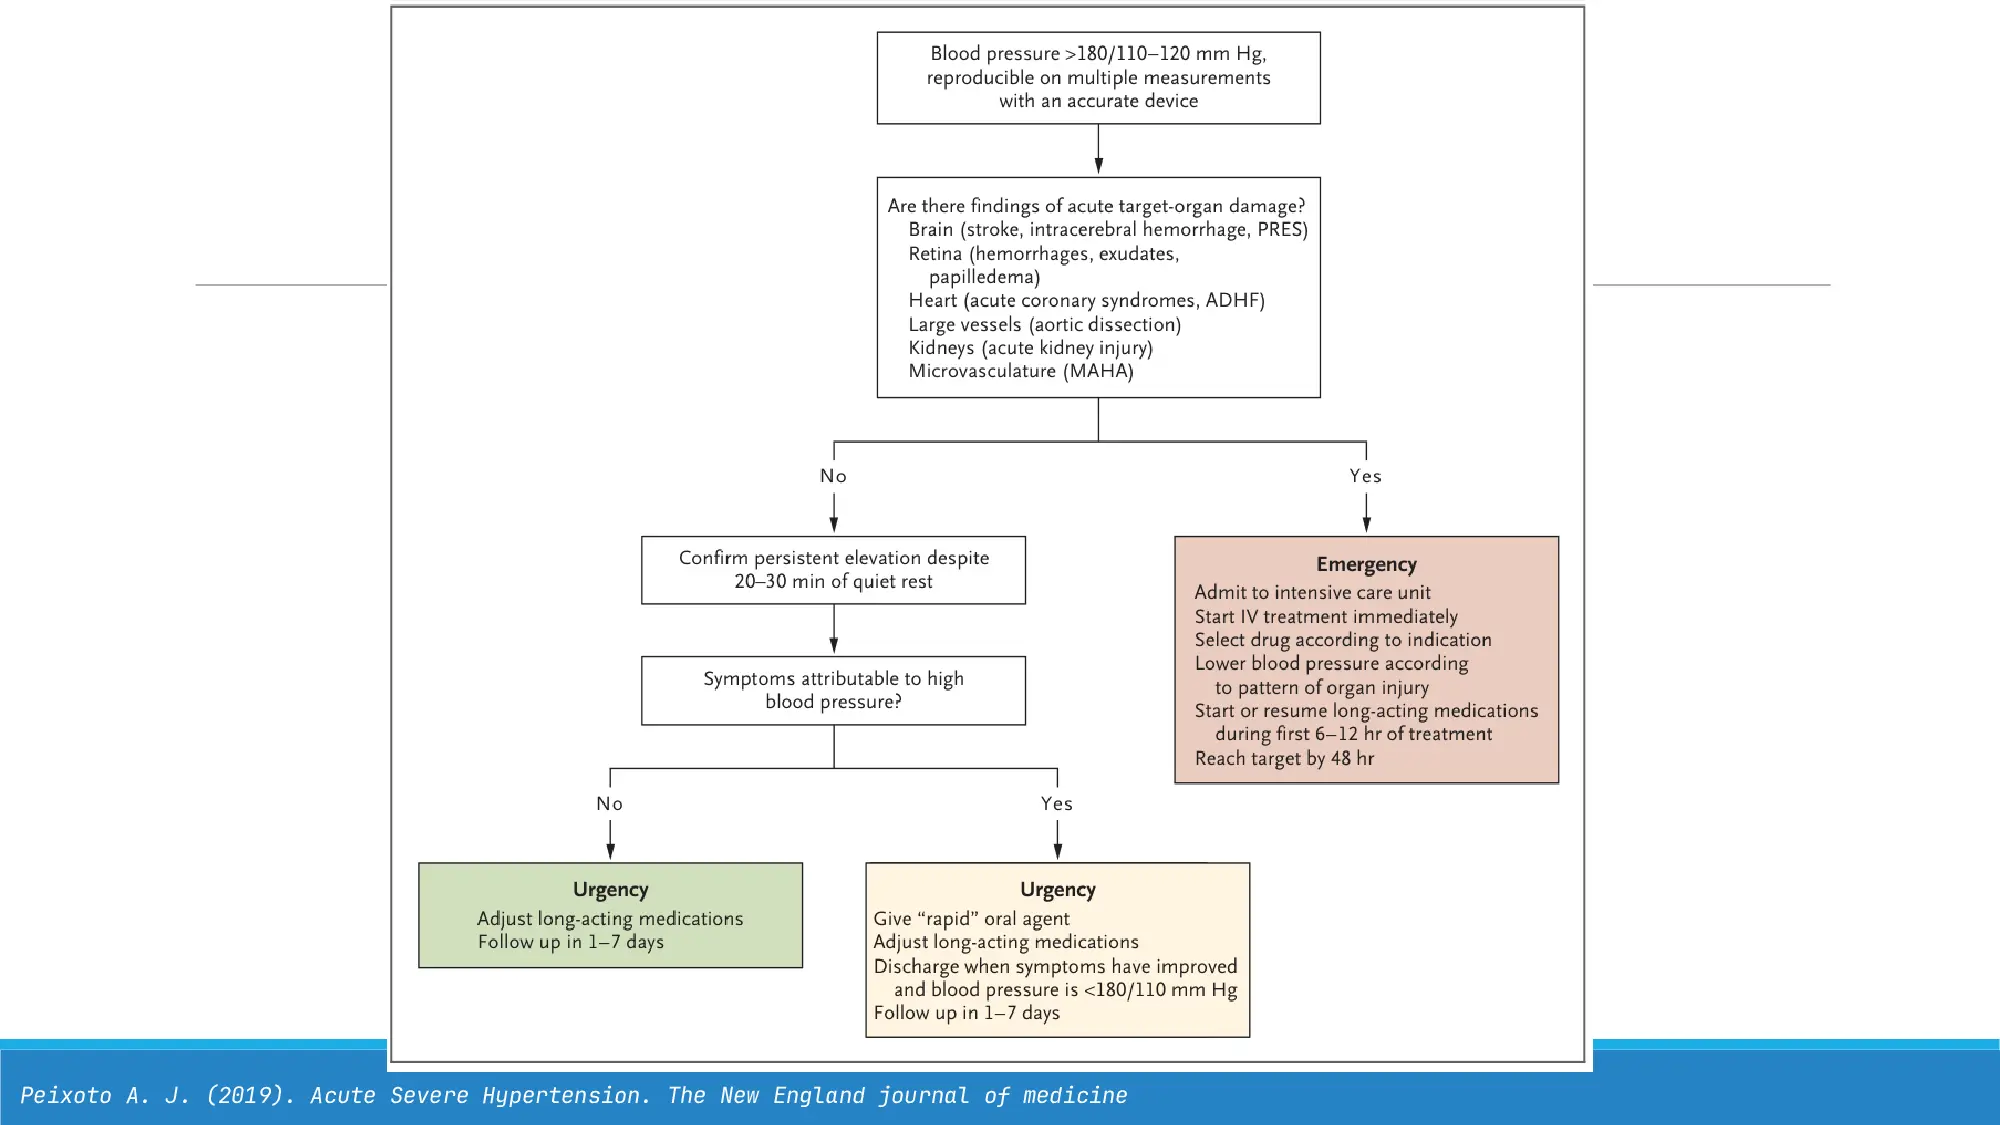 Blood pressure >180/110–120 mm Hg,
reproducible on multiple measurements
with an accurate device
Are there findings of acute target-organ damage?
Brain (stroke, intracerebral hemorrhage, PRES)
Retina (hemorrhages, exudates,
papilledema)
Heart (acute coronary syndromes, ADHF)
Large vessels (aortic dissection)
Kidneys (acute kidney injury)
Microvasculature (MAHA)
No
Yes
Confirm persistent elevation despite
20–30 min of quiet rest
Emergency
Admit to intensive care unit
Start IV treatment immediately
Select drug according to indication
Lower blood pressure according
to pattern of organ injury
Start or resume long-acting medications
during first 6–12 hr of treatment
Reach target by 48 hr
Symptoms attributable to high
blood pressure?
No
Yes
Urgency
Adjust long-acting medications
Follow up in 1–7 days
Urgency
Give “rapid” oral agent
Adjust long-acting medications
Discharge when symptoms have improved
and blood pressure is <180/110 mm Hg
Follow up in 1–7 days
Peixoto A. J. (2019). Acute Severe Hypertension. The New England journal of medicine